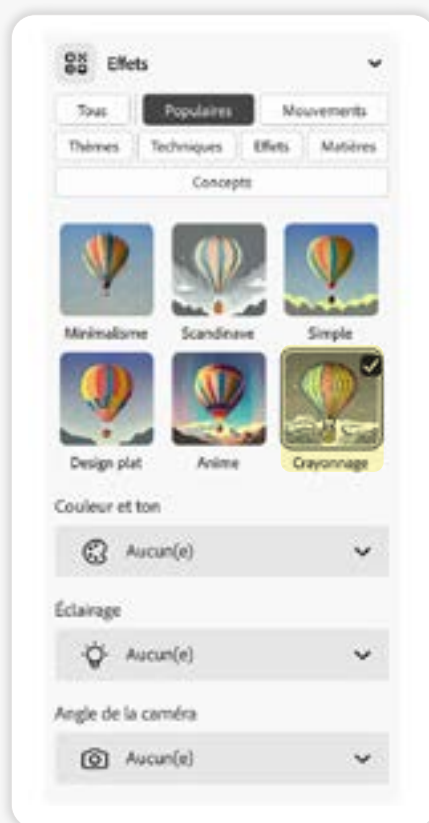 Effets
Tous Populaires Mouvements
Thèmes Techniques Effets Matières
Concepts
Minimalisme Scandinave Simple
Design plat Anime Crayonnage
Couleur et ton
Aucun(e)
Éclairage
Aucun(e)
Angle de la caméra
Aucun(e)